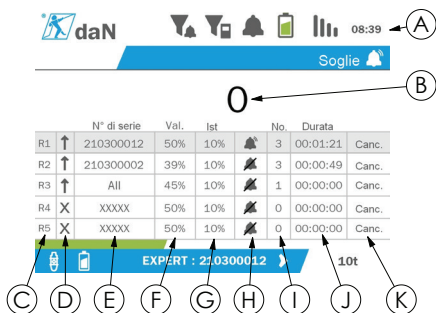 daN 08:39 A
Soglie
0 B
N° di serie Val. Ist No. Durata
R1 ↑ 210300012 50% 10% 3 00:01:21 Canc.
R2 ↑ 210300002 39% 10% 3 00:00:49 Canc.
R3 ↑ All 45% 10% 1 00:00:00 Canc.
R4 X XXXXX 50% 10% 0 00:00:00 Canc.
R5 X XXXXX 50% 10% 0 00:00:00 Canc.
EXPERT : 210300012 10t
C D E F G H I J K